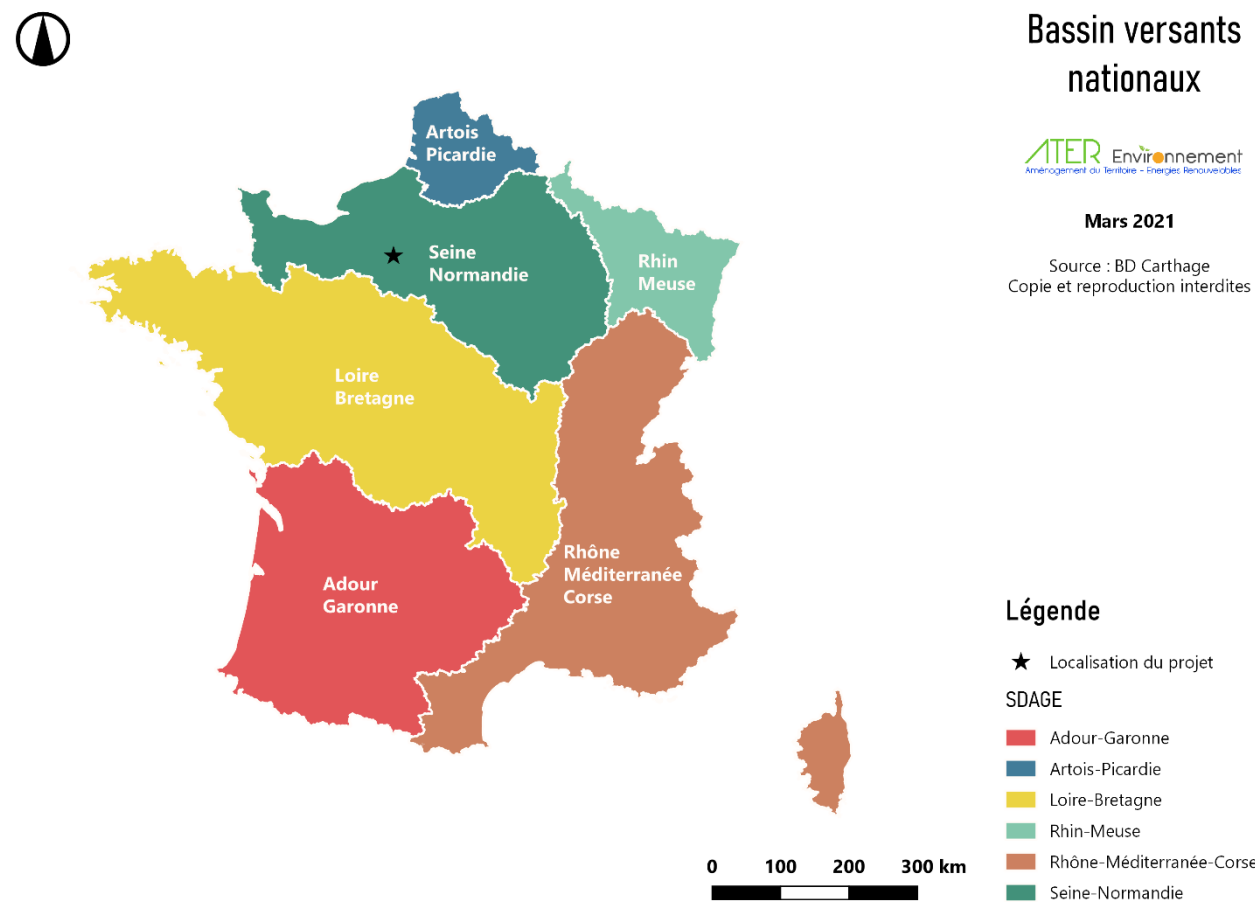 Bassin versants
nationaux
ATER Environnement
Aménagement du Territoire - Energies Renouvelables
Mars 2021
Source : BD Carthage
Copie et reproduction interdites
Artois
Picardie
Seine
Normandie
Rhin
Meuse
Loire
Bretagne
Rhône
Méditerranée
Corse
Adour
Garonne
Légende
Localisation du projet
SDAGE
Adour-Garonne
Artois-Picardie
Loire-Bretagne
Rhin-Meuse
Rhône-Méditerranée-Corse
Seine-Normandie
0 100 200 300 km